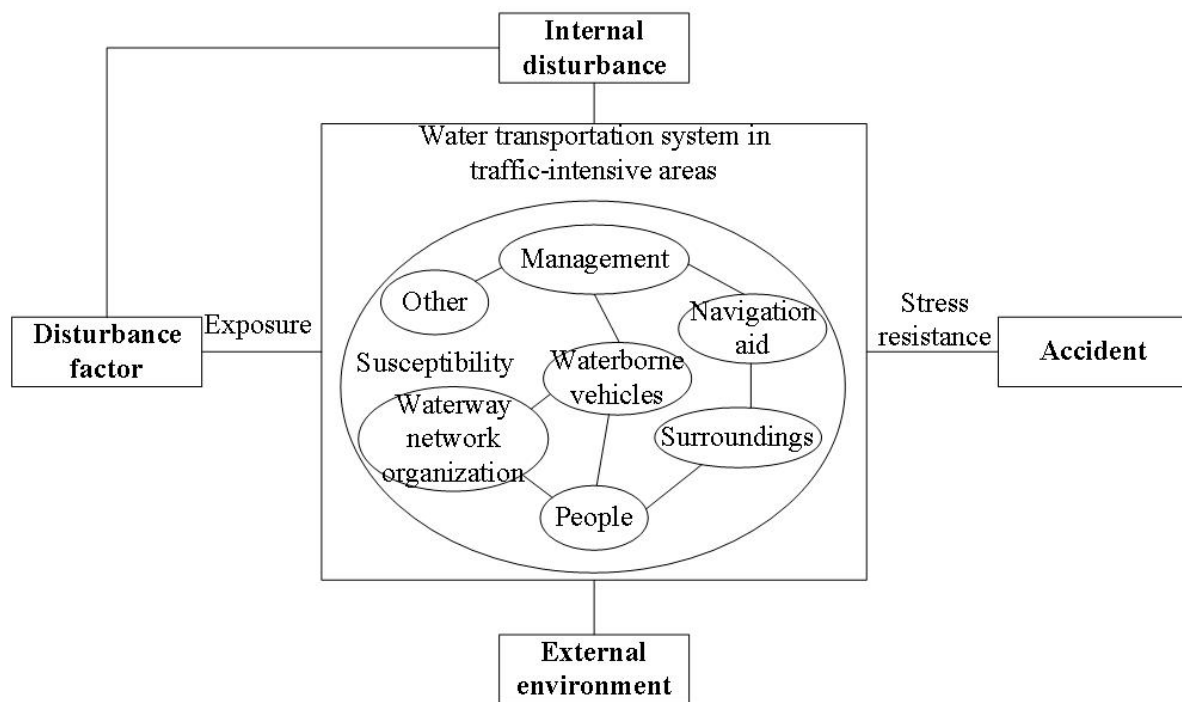 Internal
disturbance
Water transportation system in
traffic-intensive areas
Management
Other
Navigation
aid
Exposure
Stress
resistance
Disturbance
factor
Susceptibility
Waterborne
vehicles
Accident
Waterway
network
organization
Surroundings
People
External
environment